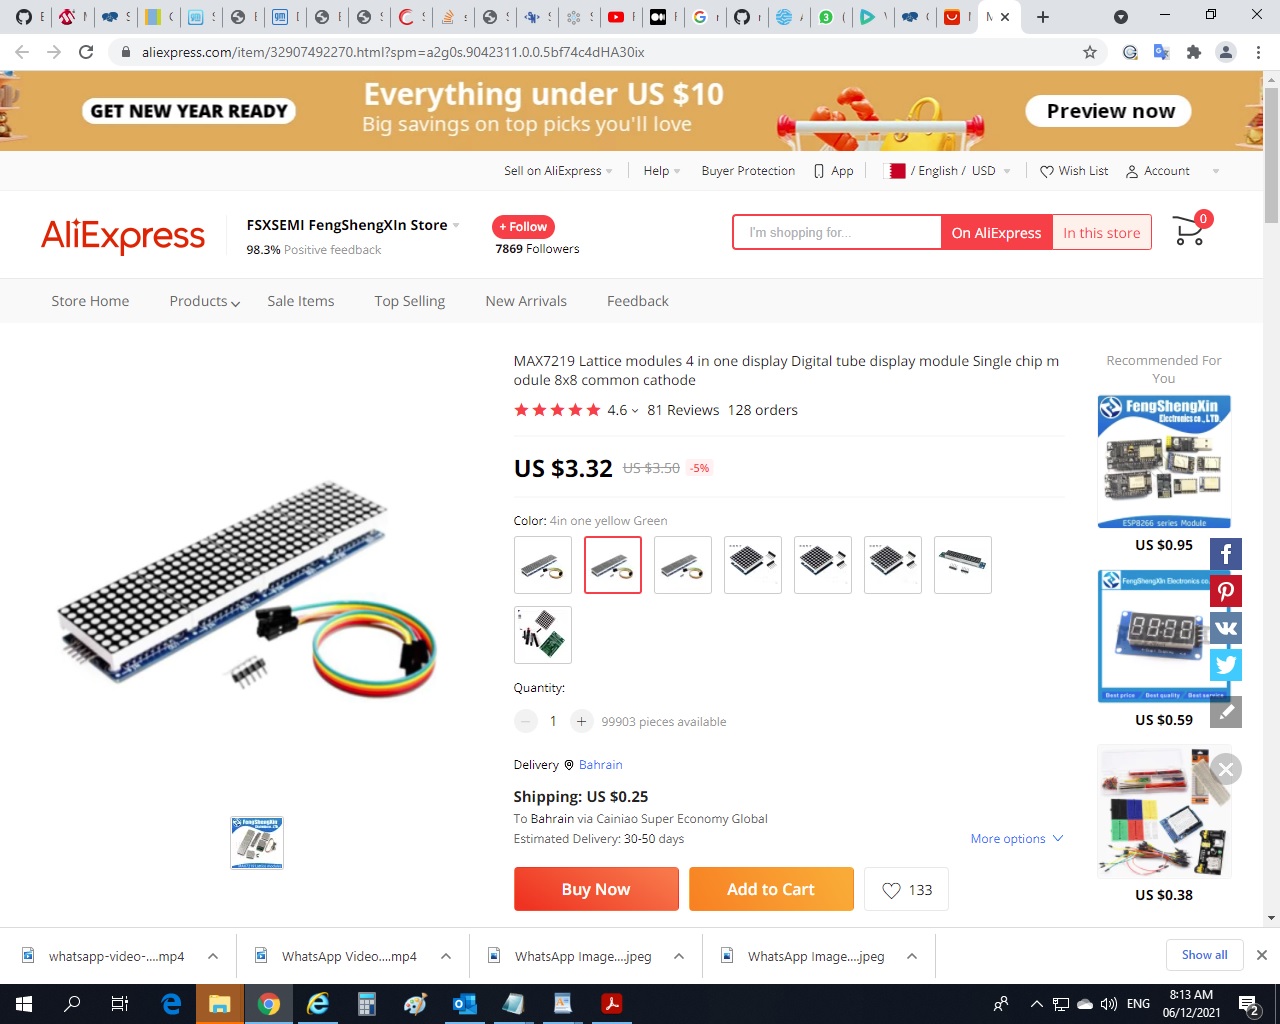 aliexpress.com/item/32907492270.html?spm=a2g0s.9042311.0.0.5bf74c4dHA30ix
GET NEW YEAR READY
Everything under US $10
Big savings on top picks you'll love
Preview now
Sell on AliExpress
Help
Buyer Protection
App
/ English / USD
Wish List
Account
AliExpress
FSXSEMI FengShengXIn Store
98.3% Positive feedback
+ Follow
7869 Followers
I'm shopping for...
On AliExpress
In this store
0
Store Home
Products
Sale Items
Top Selling
New Arrivals
Feedback
MAX7219 Lattice modules 4 in one display Digital tube display module Single chip m
odule 8x8 common cathode
4.6
81 Reviews
128 orders
US $3.32
US $3.50
-5%
Color: 4in one yellow Green
Quantity:
1
99903 pieces available
Delivery
Bahrain
Shipping: US $0.25
To Bahrain via Cainiao Super Economy Global
Estimated Delivery: 30-50 days
More options
Buy Now
Add to Cart
133
Recommended For
You
FengShengXin
Electronics co.,LTD.
ESP8266 series Module
US $0.95
FengShengXin Electronics co.,LTD.
Best price / Best quality / Best service
US $0.59
US $0.38
whatsapp-video-....mp4
WhatsApp Video....mp4
WhatsApp Image....jpeg
WhatsApp Image....jpeg
Show all
ENG
8:13 AM
06/12/2021
2